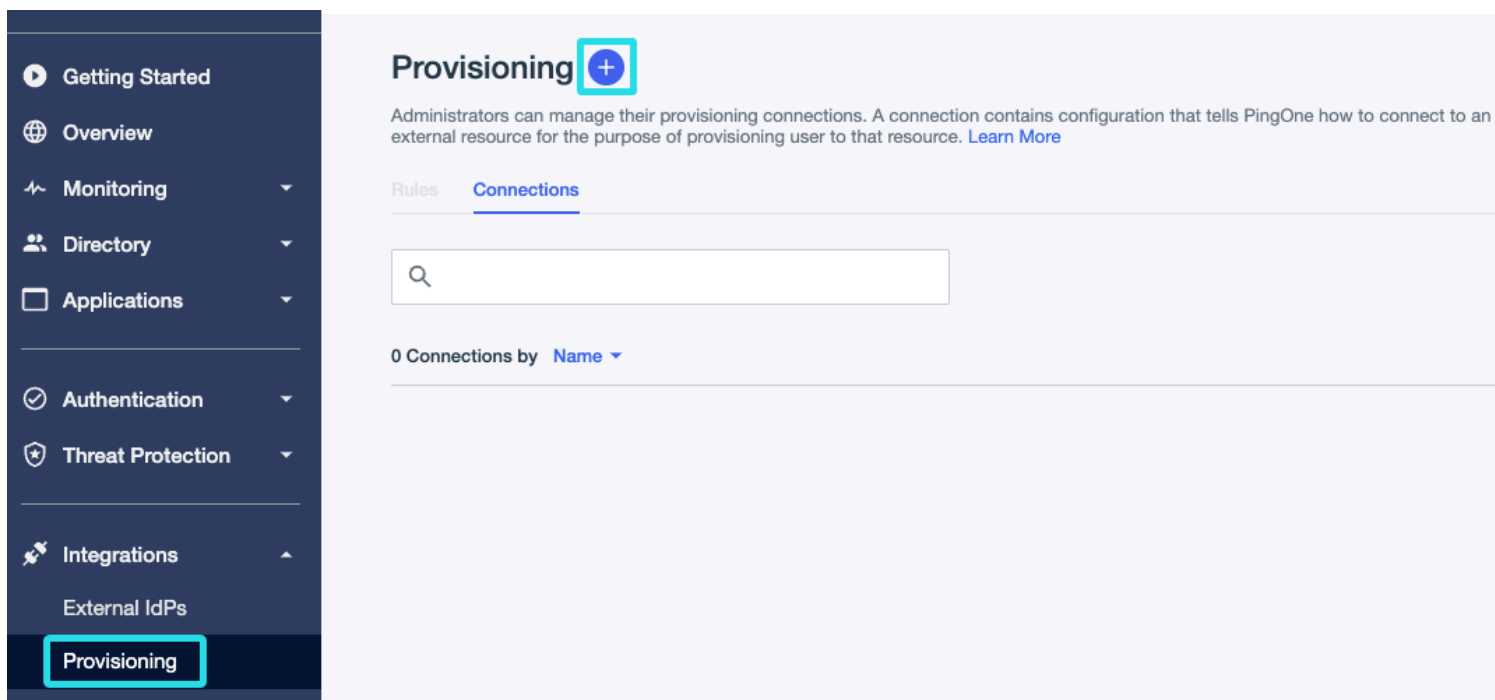 Getting Started
Overview
Monitoring
Directory
Applications
Authentication
Threat Protection
Integrations
External IdPs
Provisioning
Provisioning
Administrators can manage their provisioning connections. A connection contains configuration that tells PingOne how to connect to an
external resource for the purpose of provisioning user to that resource. Learn More
Rules Connections
0 Connections by Name